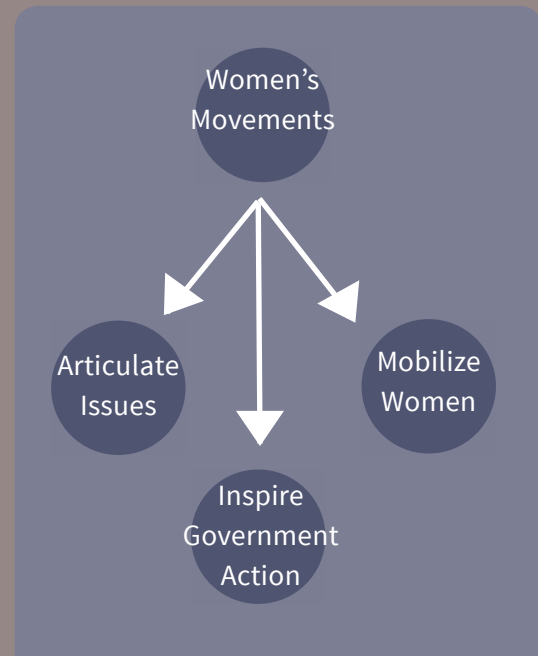 Women’s
Movements
Articulate
Issues
Mobilize
Women
Inspire
Government
Action